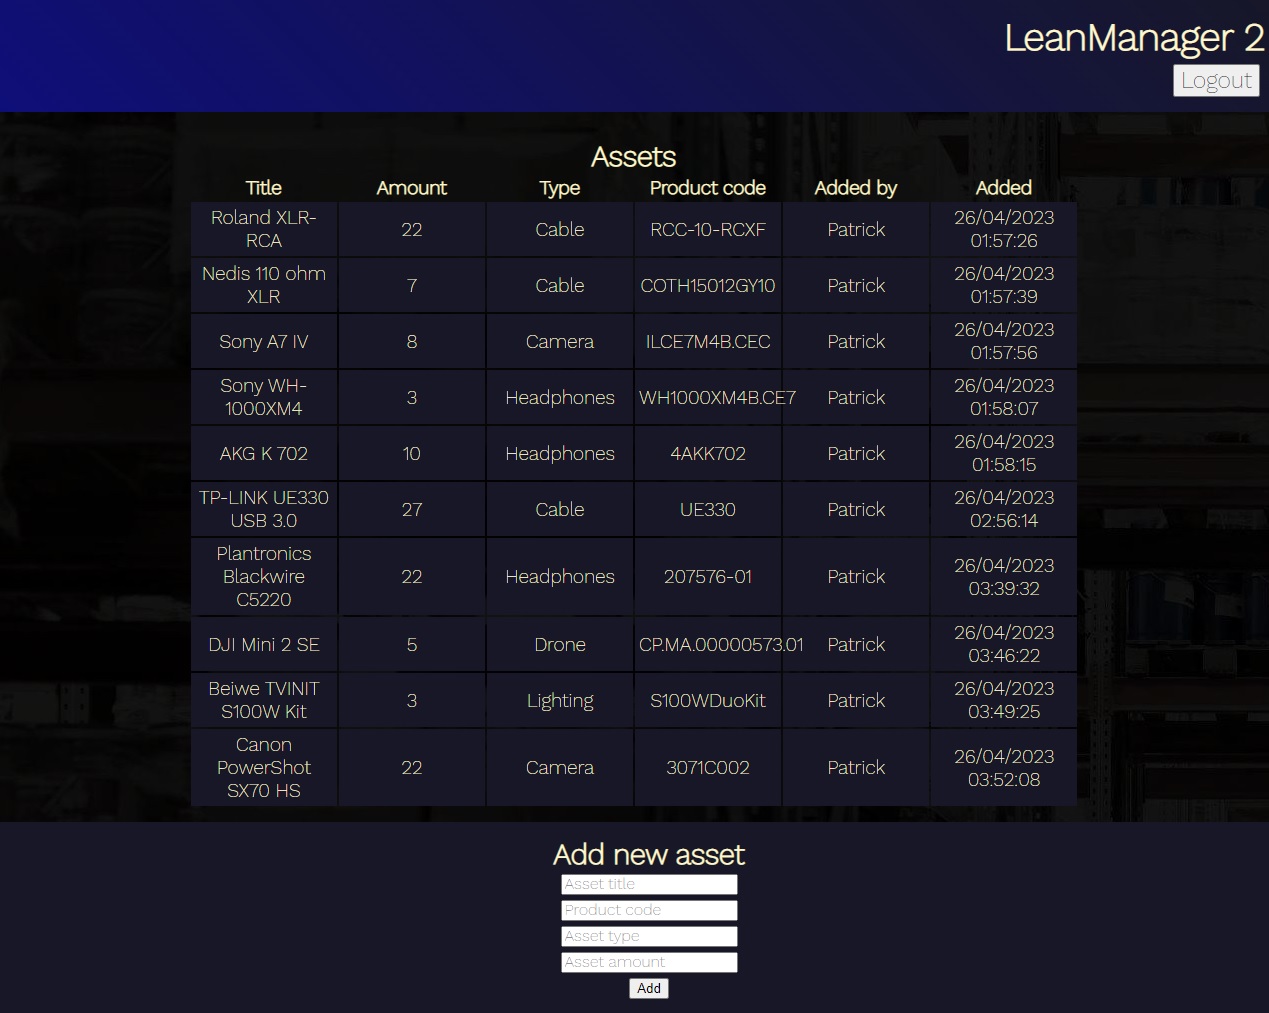 LeanManager 2
Logout
Assets
Title Amount Type Product code Added by Added
Roland XLR-
RCA 22 Cable RCC-10-RCXF Patrick 26/04/2023
01:57:26
Nedis 110 ohm
XLR 7 Cable COTH15012GY10 Patrick 26/04/2023
01:57:39
Sony A7 IV 8 Camera ILCE7M4B.CEC Patrick 26/04/2023
01:57:56
Sony WH-
1000XM4 3 Headphones WH1000XM4B.CE7 Patrick 26/04/2023
01:58:07
AKG K 702 10 Headphones 4AKK702 Patrick 26/04/2023
01:58:15
TP-LINK UE330
USB 3.0 27 Cable UE330 Patrick 26/04/2023
02:56:14
Plantronics
Blackwire
C5220 22 Headphones 207576-01 Patrick 26/04/2023
03:39:32
DJI Mini 2 SE 5 Drone CP.MA.00000573.01 Patrick 26/04/2023
03:46:22
Beiwe TVINIT
S100W Kit 3 Lighting S100WDuoKit Patrick 26/04/2023
03:49:25
Canon
PowerShot
SX70 HS 22 Camera 3071C002 Patrick 26/04/2023
03:52:08
Add new asset
Asset title
Product code
Asset type
Asset amount
Add